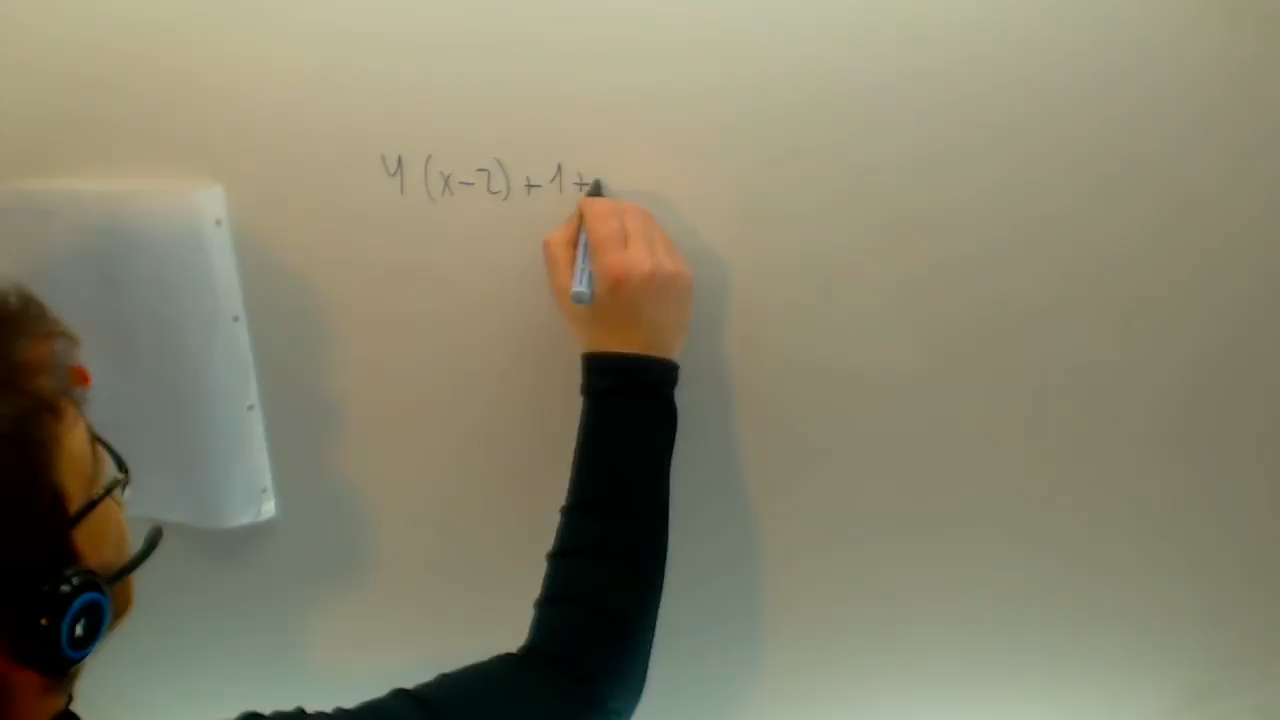 4 (x-2) + 1 +